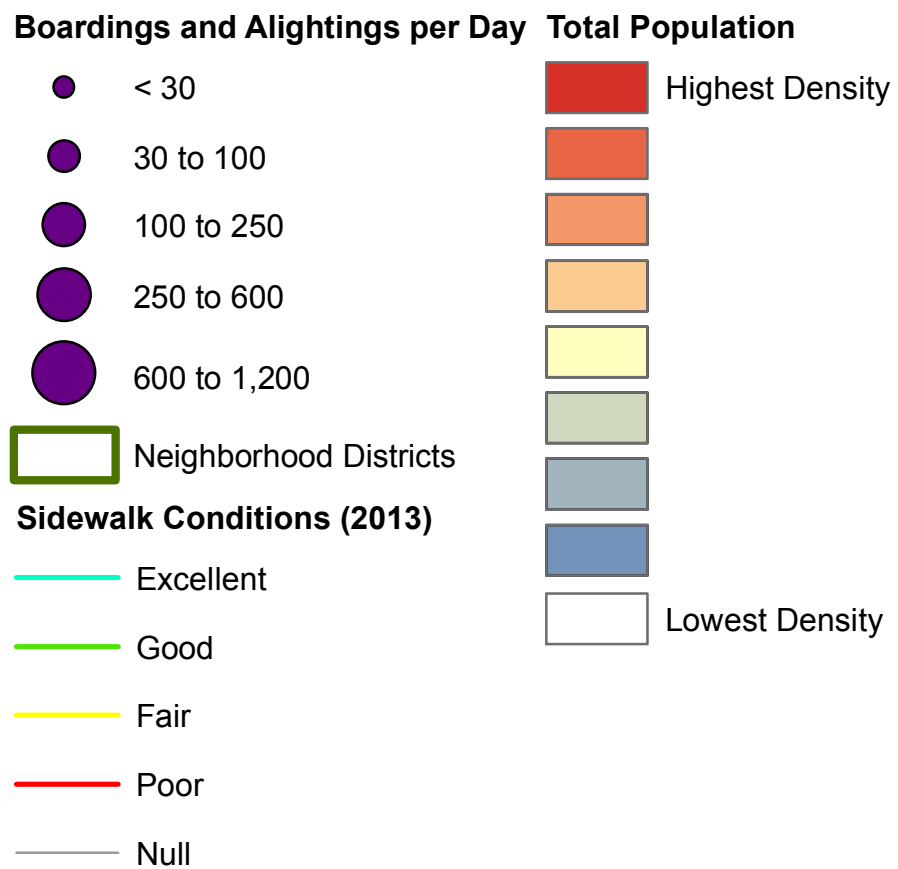 Boardings and Alightings per Day
< 30
30 to 100
100 to 250
250 to 600
600 to 1,200
Neighborhood Districts
Sidewalk Conditions (2013)
Excellent
Good
Fair
Poor
Null
Total Population
Highest Density
Lowest Density